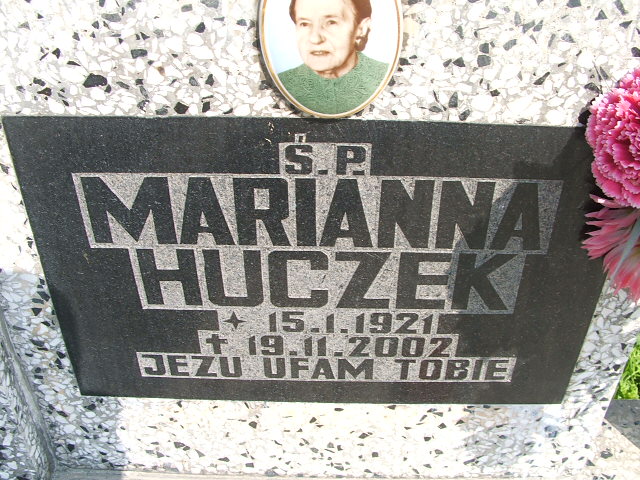 Ś.P.
MARIANNA
HUCZEK
✦ 15.1.1921
✝ 19.11.2002
JEZU UFAM TOBIE